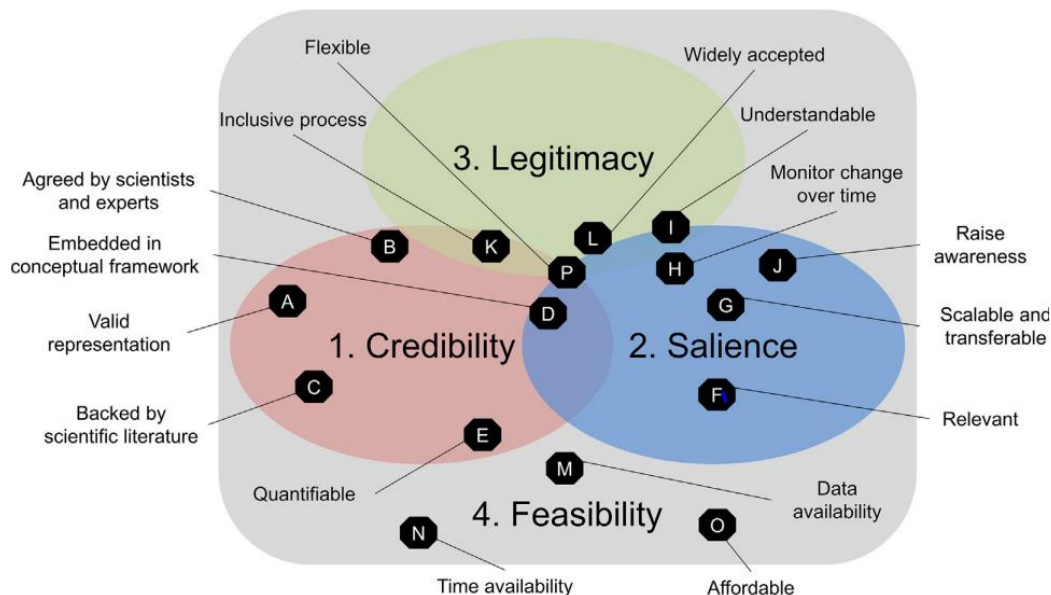 Flexible
Widely accepted
Inclusive process
Understandable
3. Legitimacy
Agreed by scientists
and experts
Monitor change
over time
B
K
L
I
Embedded in
conceptual framework
P
H
J
Raise
awareness
A
D
G
Valid
representation
1. Credibility
2. Salience
Scalable and
transferable
C
F
Backed by
scientific literature
Relevant
E
M
Quantifiable
Data
availability
4. Feasibility
N
O
Time availability
Affordable